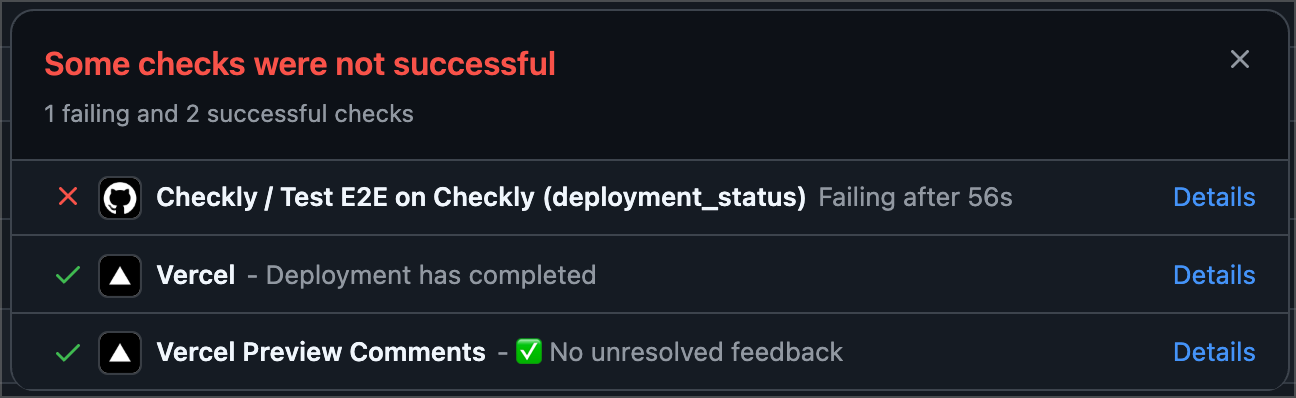 Some checks were not successful
1 failing and 2 successful checks
Checkly / Test E2E on Checkly (deployment_status) Failing after 56s Details
Vercel - Deployment has completed Details
Vercel Preview Comments - ✅ No unresolved feedback Details